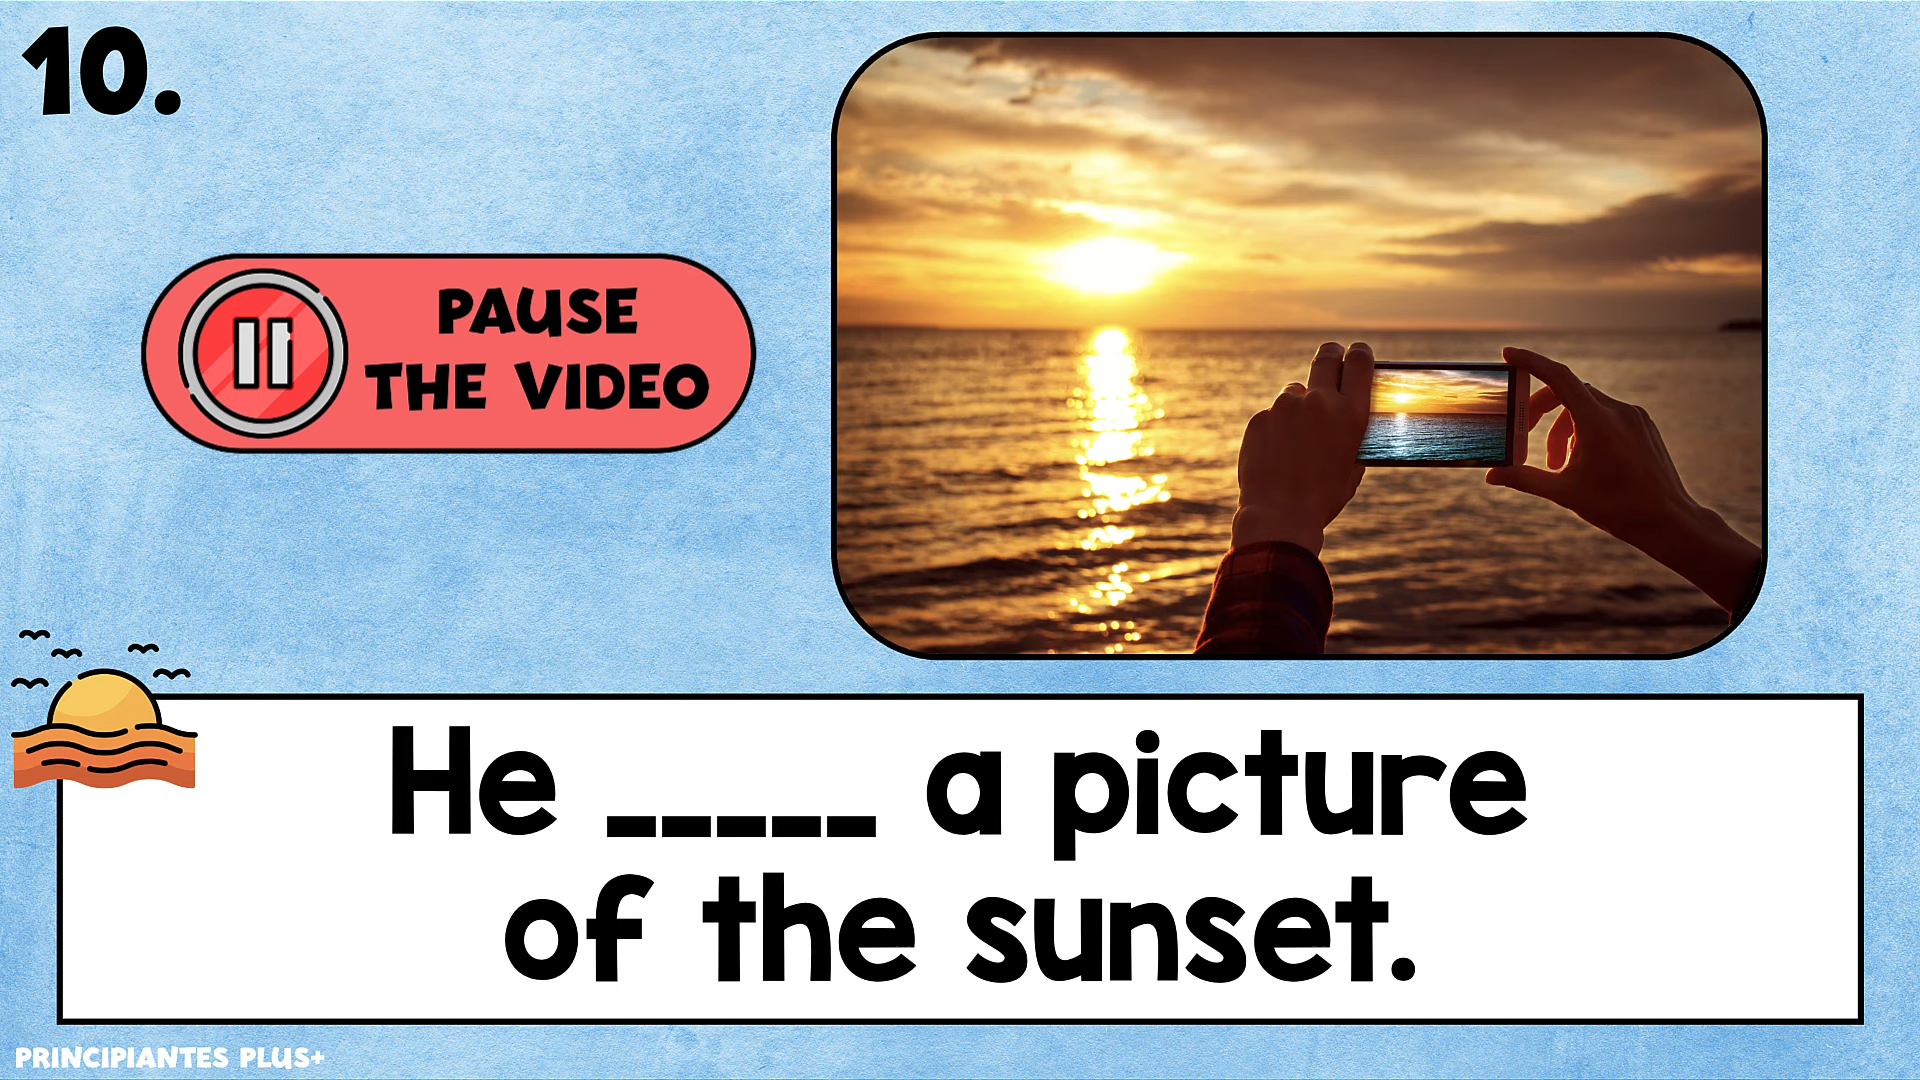 10.
PAUSE
THE VIDEO
He _____ a picture
of the sunset.
PRINCIPIANTES PLUS+